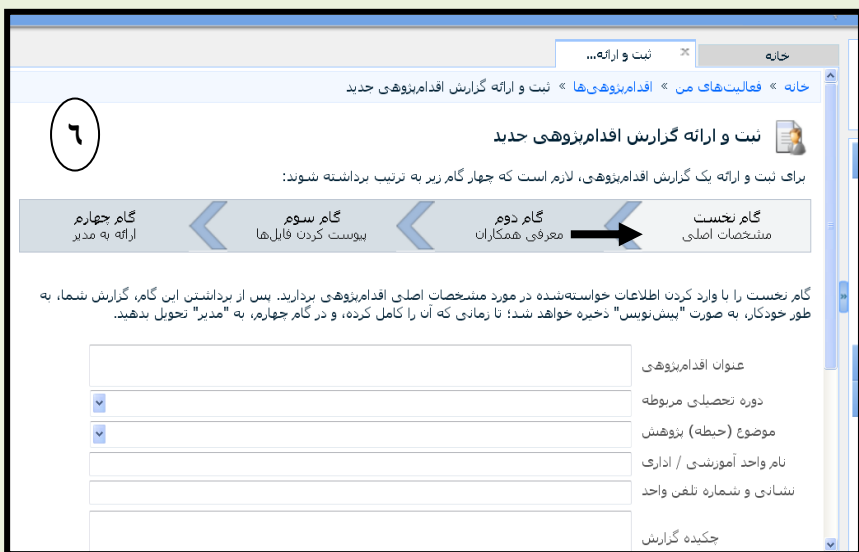 خانه
ثبت و ارائه...
خانه » فعالیت‌های من » اقدام‌پژوهی‌ها » ثبت و ارائه گزارش اقدام‌پژوهی جدید
۶
ثبت و ارائه گزارش اقدام‌پژوهی جدید
برای ثبت و ارائه یک گزارش اقدام‌پژوهی، لازم است که چهار گام زیر به ترتیب برداشته شوند:
گام نخست
مشخصات اصلی
گام دوم
معرفی همکاران
گام سوم
پیوست کردن فایل‌ها
گام چهارم
ارائه به مدیر
گام نخست را با وارد کردن اطلاعات خواسته‌شده در مورد مشخصات اصلی اقدام‌پژوهی بردارید. پس از برداشتن این گام، گزارش شما، به
طور خودکار، به صورت "پیش‌نویس" ذخیره خواهد شد؛ تا زمانی که آن را کامل کرده، و در گام چهارم، به "مدیر" تحویل بدهید.
عنوان اقدام‌پژوهی
دوره تحصیلی مربوطه
موضوع (حیطه) پژوهش
نام واحد آموزشی / اداری
نشانی و شماره تلفن واحد
چکیده گزارش